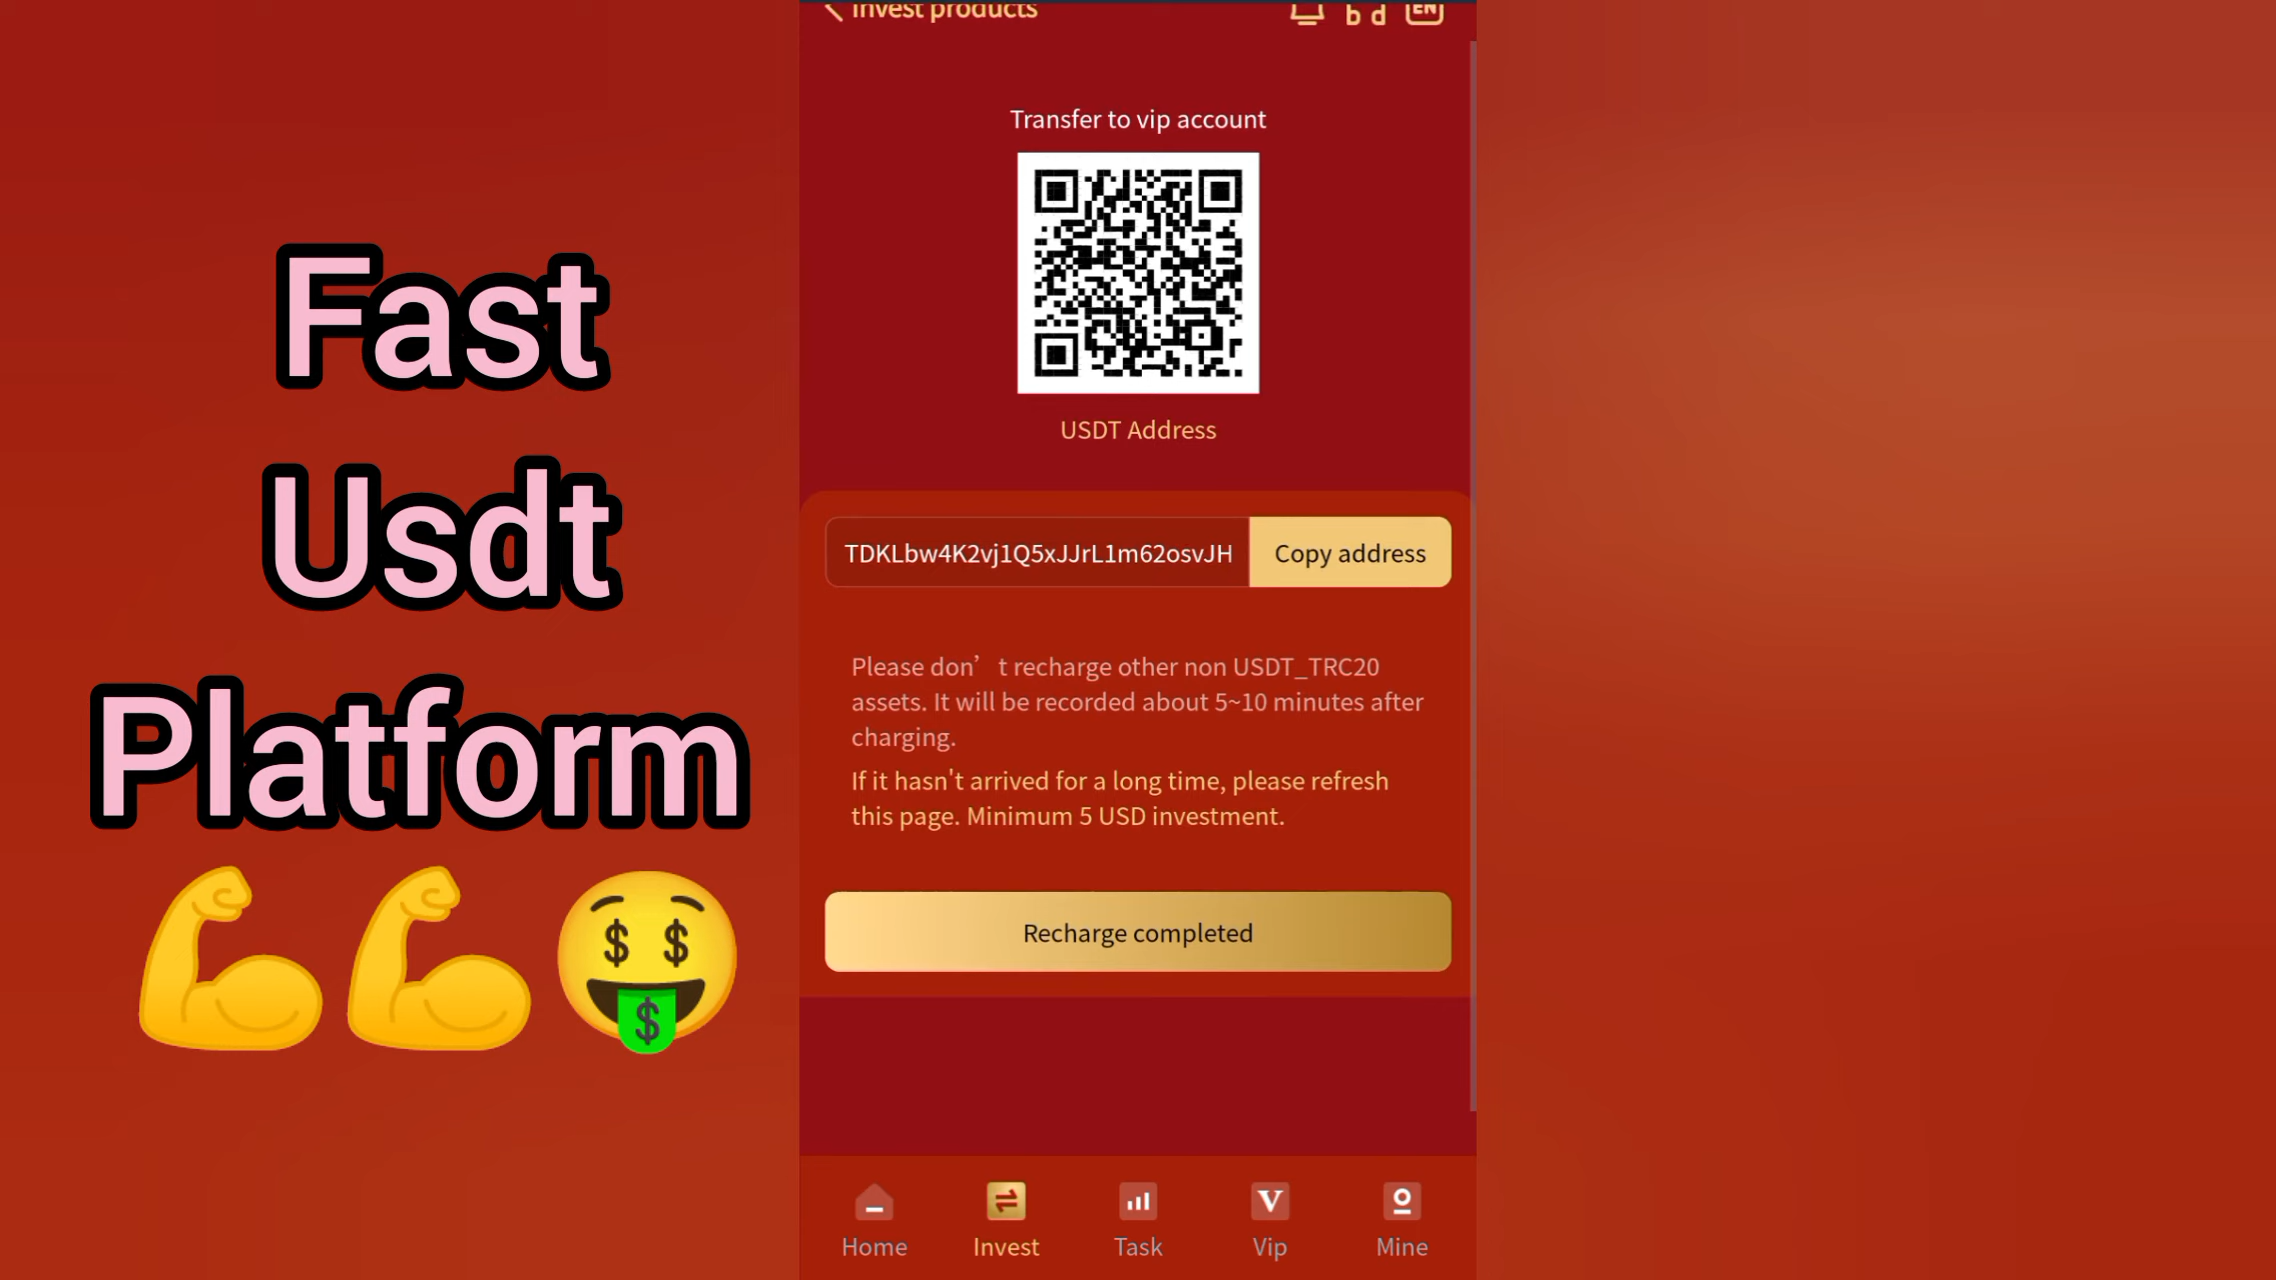 Fast
Usdt
Platform
Invest products
EN
Transfer to vip account
USDT Address
TDKLbw4K2vj1Q5xJJrL1m62osvJH
Copy address
Please don’t recharge other non USDT_TRC20
assets. It will be recorded about 5~10 minutes after
charging.
If it hasn't arrived for a long time, please refresh
this page. Minimum 5 USD investment.
Recharge completed
Home
Invest
Task
Vip
Mine